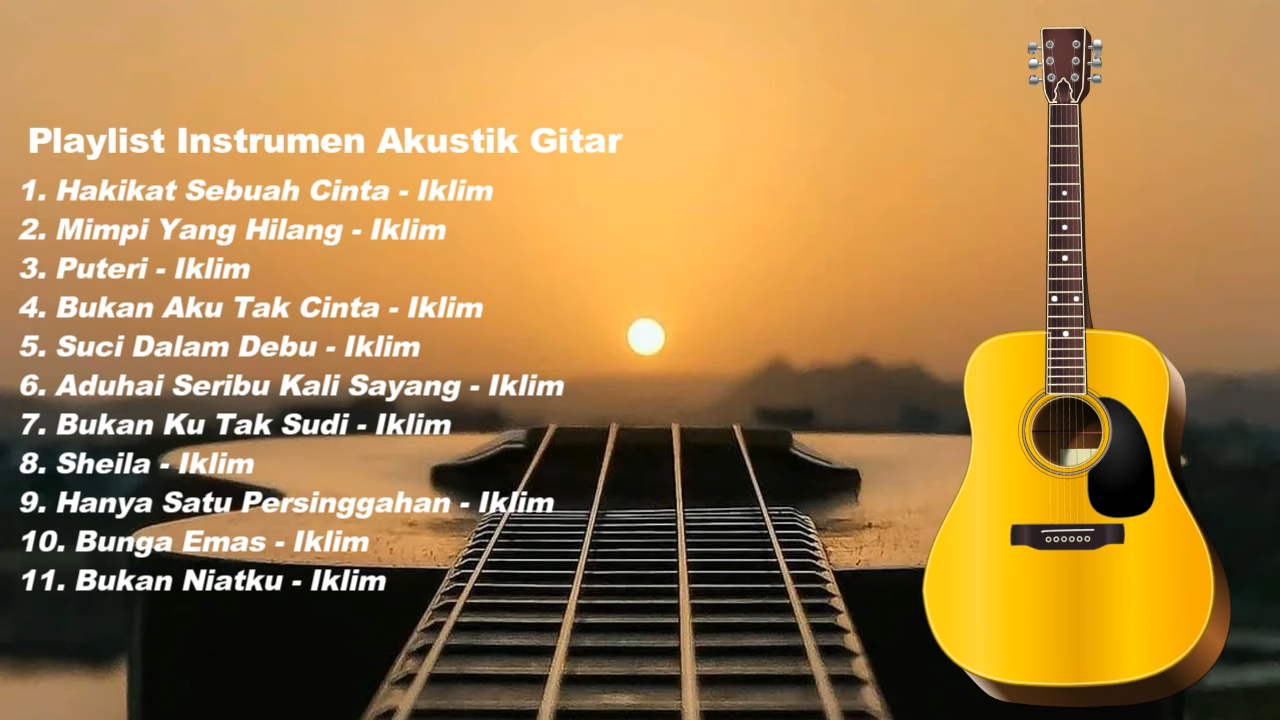 Playlist Instrumen Akustik Gitar
1. Hakikat Sebuah Cinta - Iklim
2. Mimpi Yang Hilang - Iklim
3. Puteri - Iklim
4. Bukan Aku Tak Cinta - Iklim
5. Suci Dalam Debu - Iklim
6. Aduhai Seribu Kali Sayang - Iklim
7. Bukan Ku Tak Sudi - Iklim
8. Sheila - Iklim
9. Hanya Satu Persinggahan - Iklim
10. Bunga Emas - Iklim
11. Bukan Niatku - Iklim